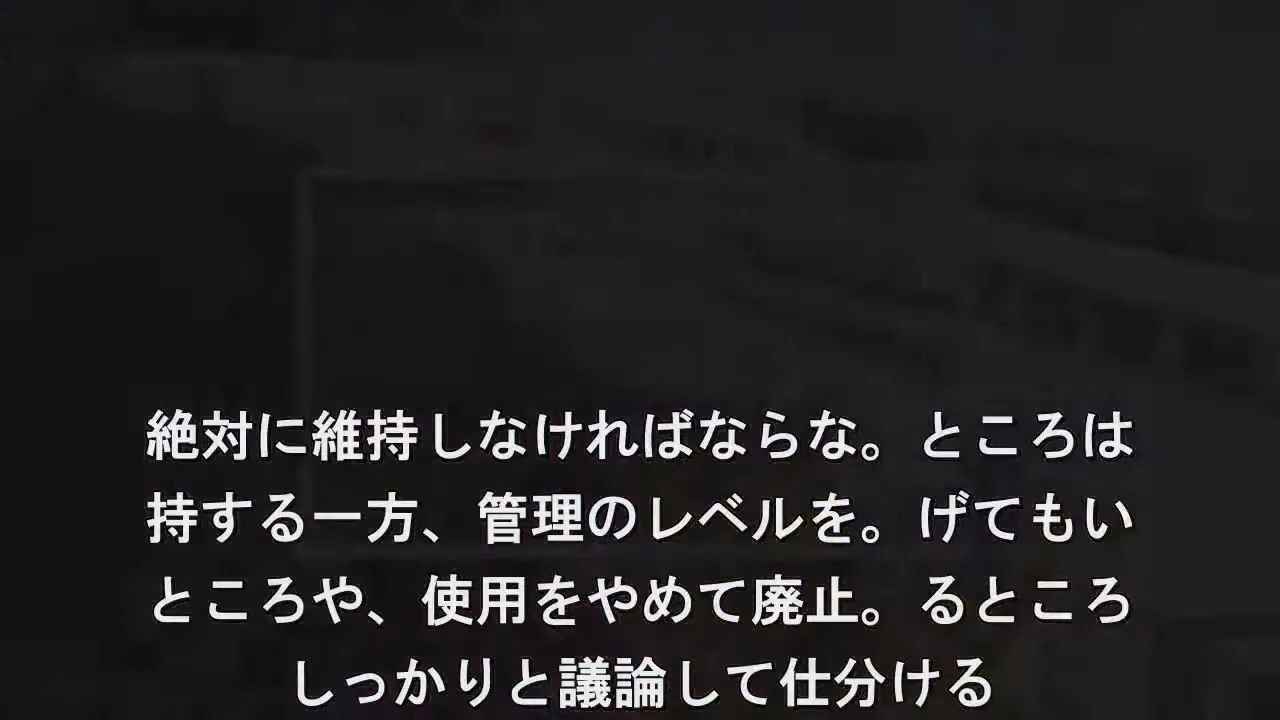 絶対に維持しなければならな。ところは
持する一方、管理のレベルを。げてもい
ところや、使用をやめて廃止。るところ
しっかりと議論して仕分ける